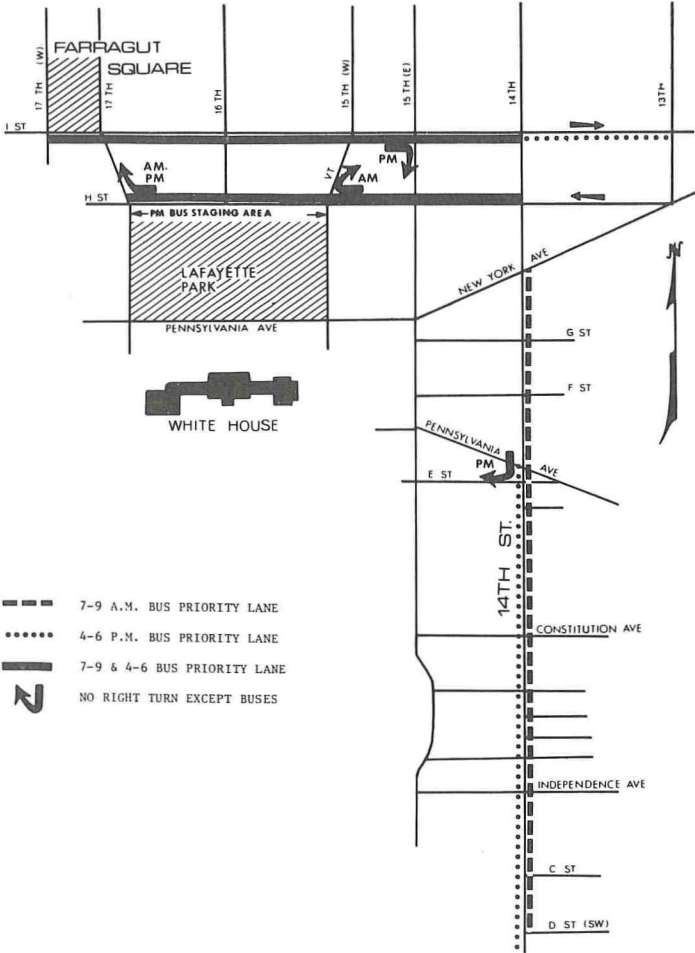 FARRAGUT
SQUARE
17 TH (W)
17 TH
16 TH
15 TH (W)
15 TH (E)
14TH
13TH
I ST
PM
AM.
PM
VT
AM
H ST
PM BUS STAGING AREA
LAFAYETTE
PARK
NEW YORK AVE
N
PENNSYLVANIA AVE
G ST
F ST
WHITE HOUSE
PENNSYLVANIA AVE
PM
E ST
14TH ST.
7-9 A.M. BUS PRIORITY LANE
4-6 P.M. BUS PRIORITY LANE
7-9 & 4-6 BUS PRIORITY LANE
NO RIGHT TURN EXCEPT BUSES
CONSTITUTION AVE
INDEPENDENCE AVE
C ST
D ST (SW)